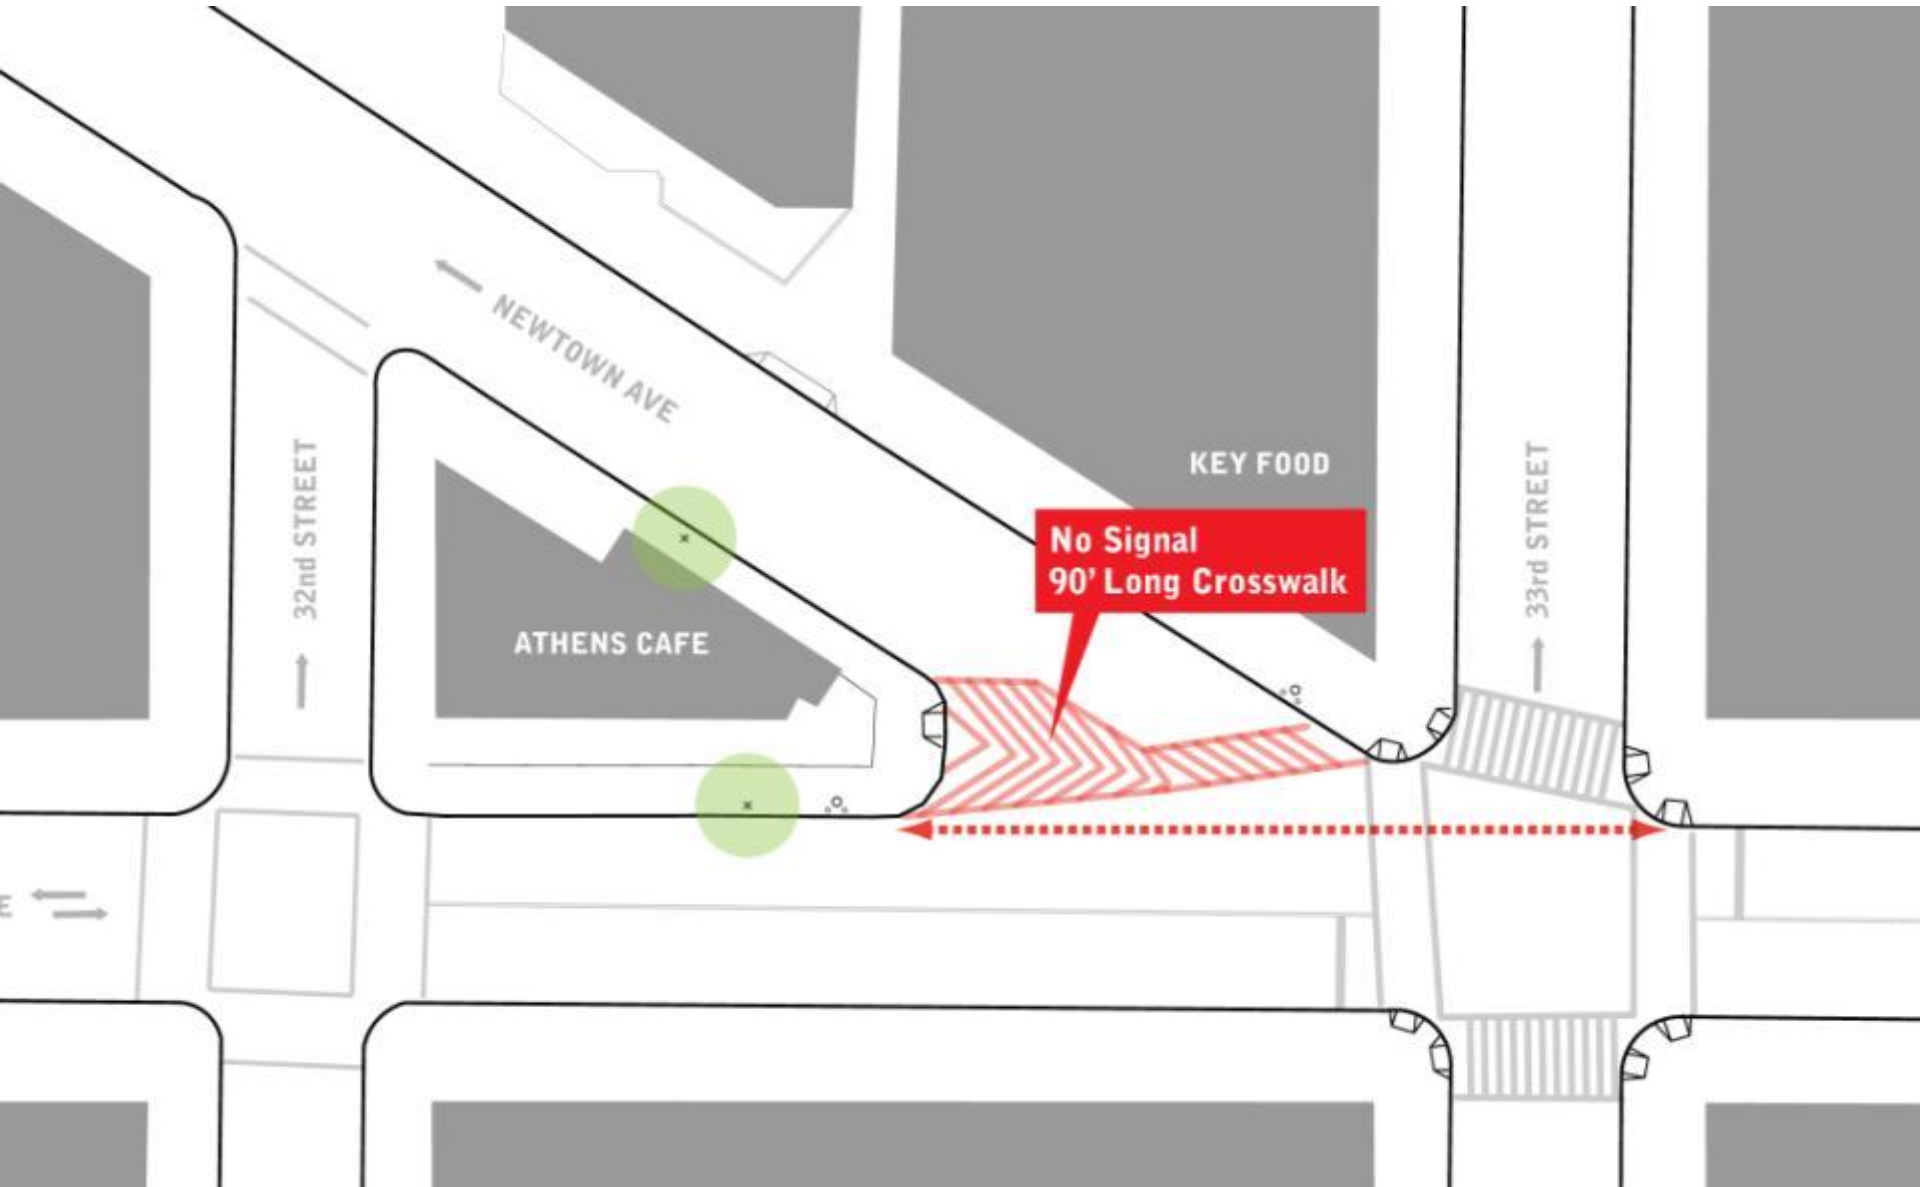 NEWTOWN AVE
KEY FOOD
32nd STREET
33rd STREET
No Signal
90' Long Crosswalk
ATHENS CAFE
E